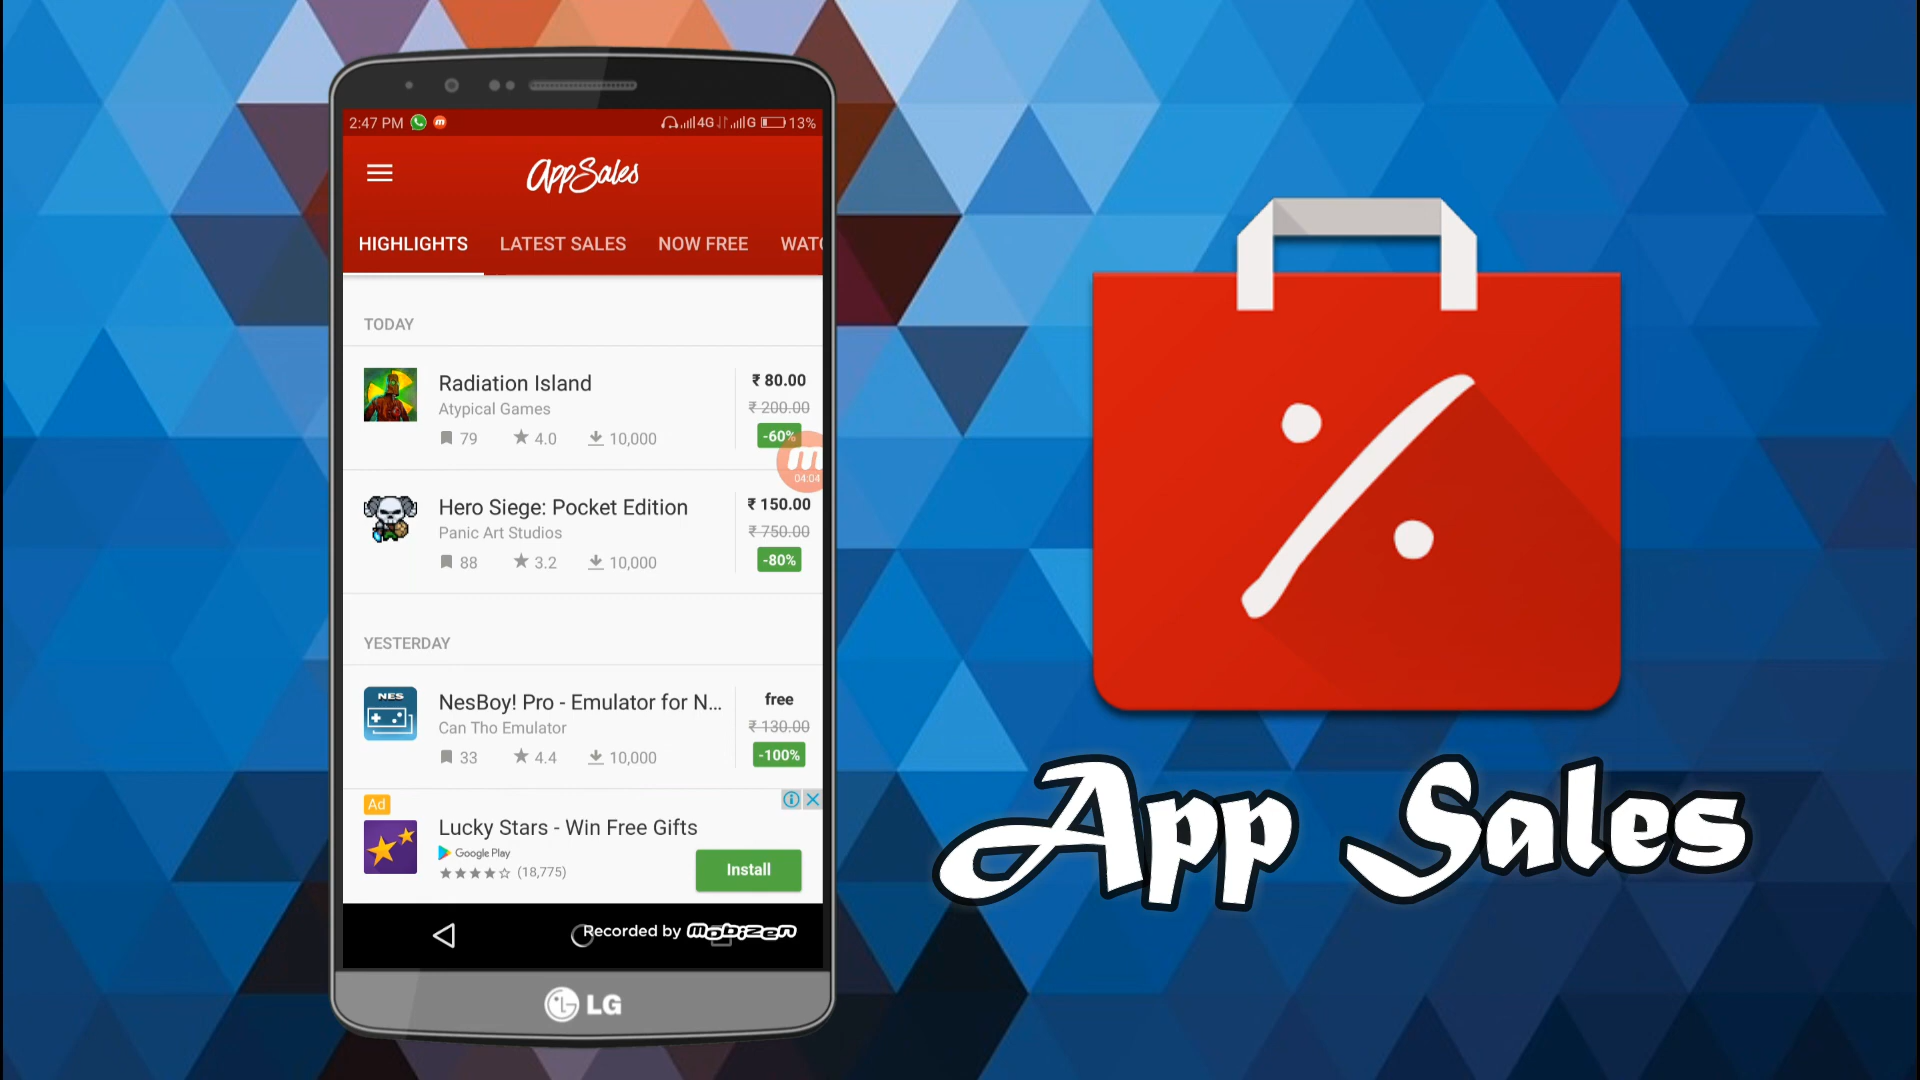 2:47 PM m 4G G 13%
AppSales
HIGHLIGHTS LATEST SALES NOW FREE WATC
TODAY
Radiation Island ₹ 80.00
Atypical Games ₹ 200.00
79 4.0 10,000 -60%
m
04:04
Hero Siege: Pocket Edition ₹ 150.00
Panic Art Studios ₹ 750.00
88 3.2 10,000 -80%
YESTERDAY
NES
NesBoy! Pro - Emulator for N... free
Can Tho Emulator ₹ 130.00
33 4.4 10,000 -100%
Ad
Lucky Stars - Win Free Gifts
Google Play
(18,775)
Install
Recorded by mobizen
LG
%
App Sales